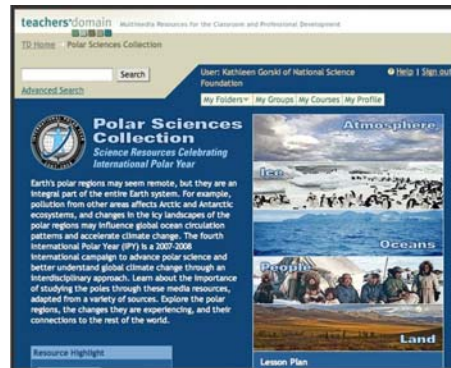 teachers'domain Multimedia Resources for the Classroom and Professional Development
TD Home Polar Sciences Collection
Search
Advanced Search
User: Kathleen Gorski of National Science
Foundation
Help | Sign out
My Folders My Groups My Courses My Profile
Polar Sciences
Collection
Science Resources Celebrating
International Polar Year
Earth's polar regions may seem remote, but they are an
integral part of the entire Earth system. For example,
pollution from other areas affects Arctic and Antarctic
ecosystems, and changes in the icy landscapes of the
polar regions may influence global ocean circulation
patterns and accelerate climate change. The fourth
International Polar Year (IPY) is a 2007-2008
international campaign to advance polar science and
better understand global climate change through an
interdisciplinary approach. Learn about the importance
of studying the poles through these media resources,
adapted from a variety of sources. Explore the polar
regions, the changes they are experiencing, and their
connections to the rest of the world.
Resource Highlight
Atmosphere
Ice
Oceans
People
Land
Lesson Plan